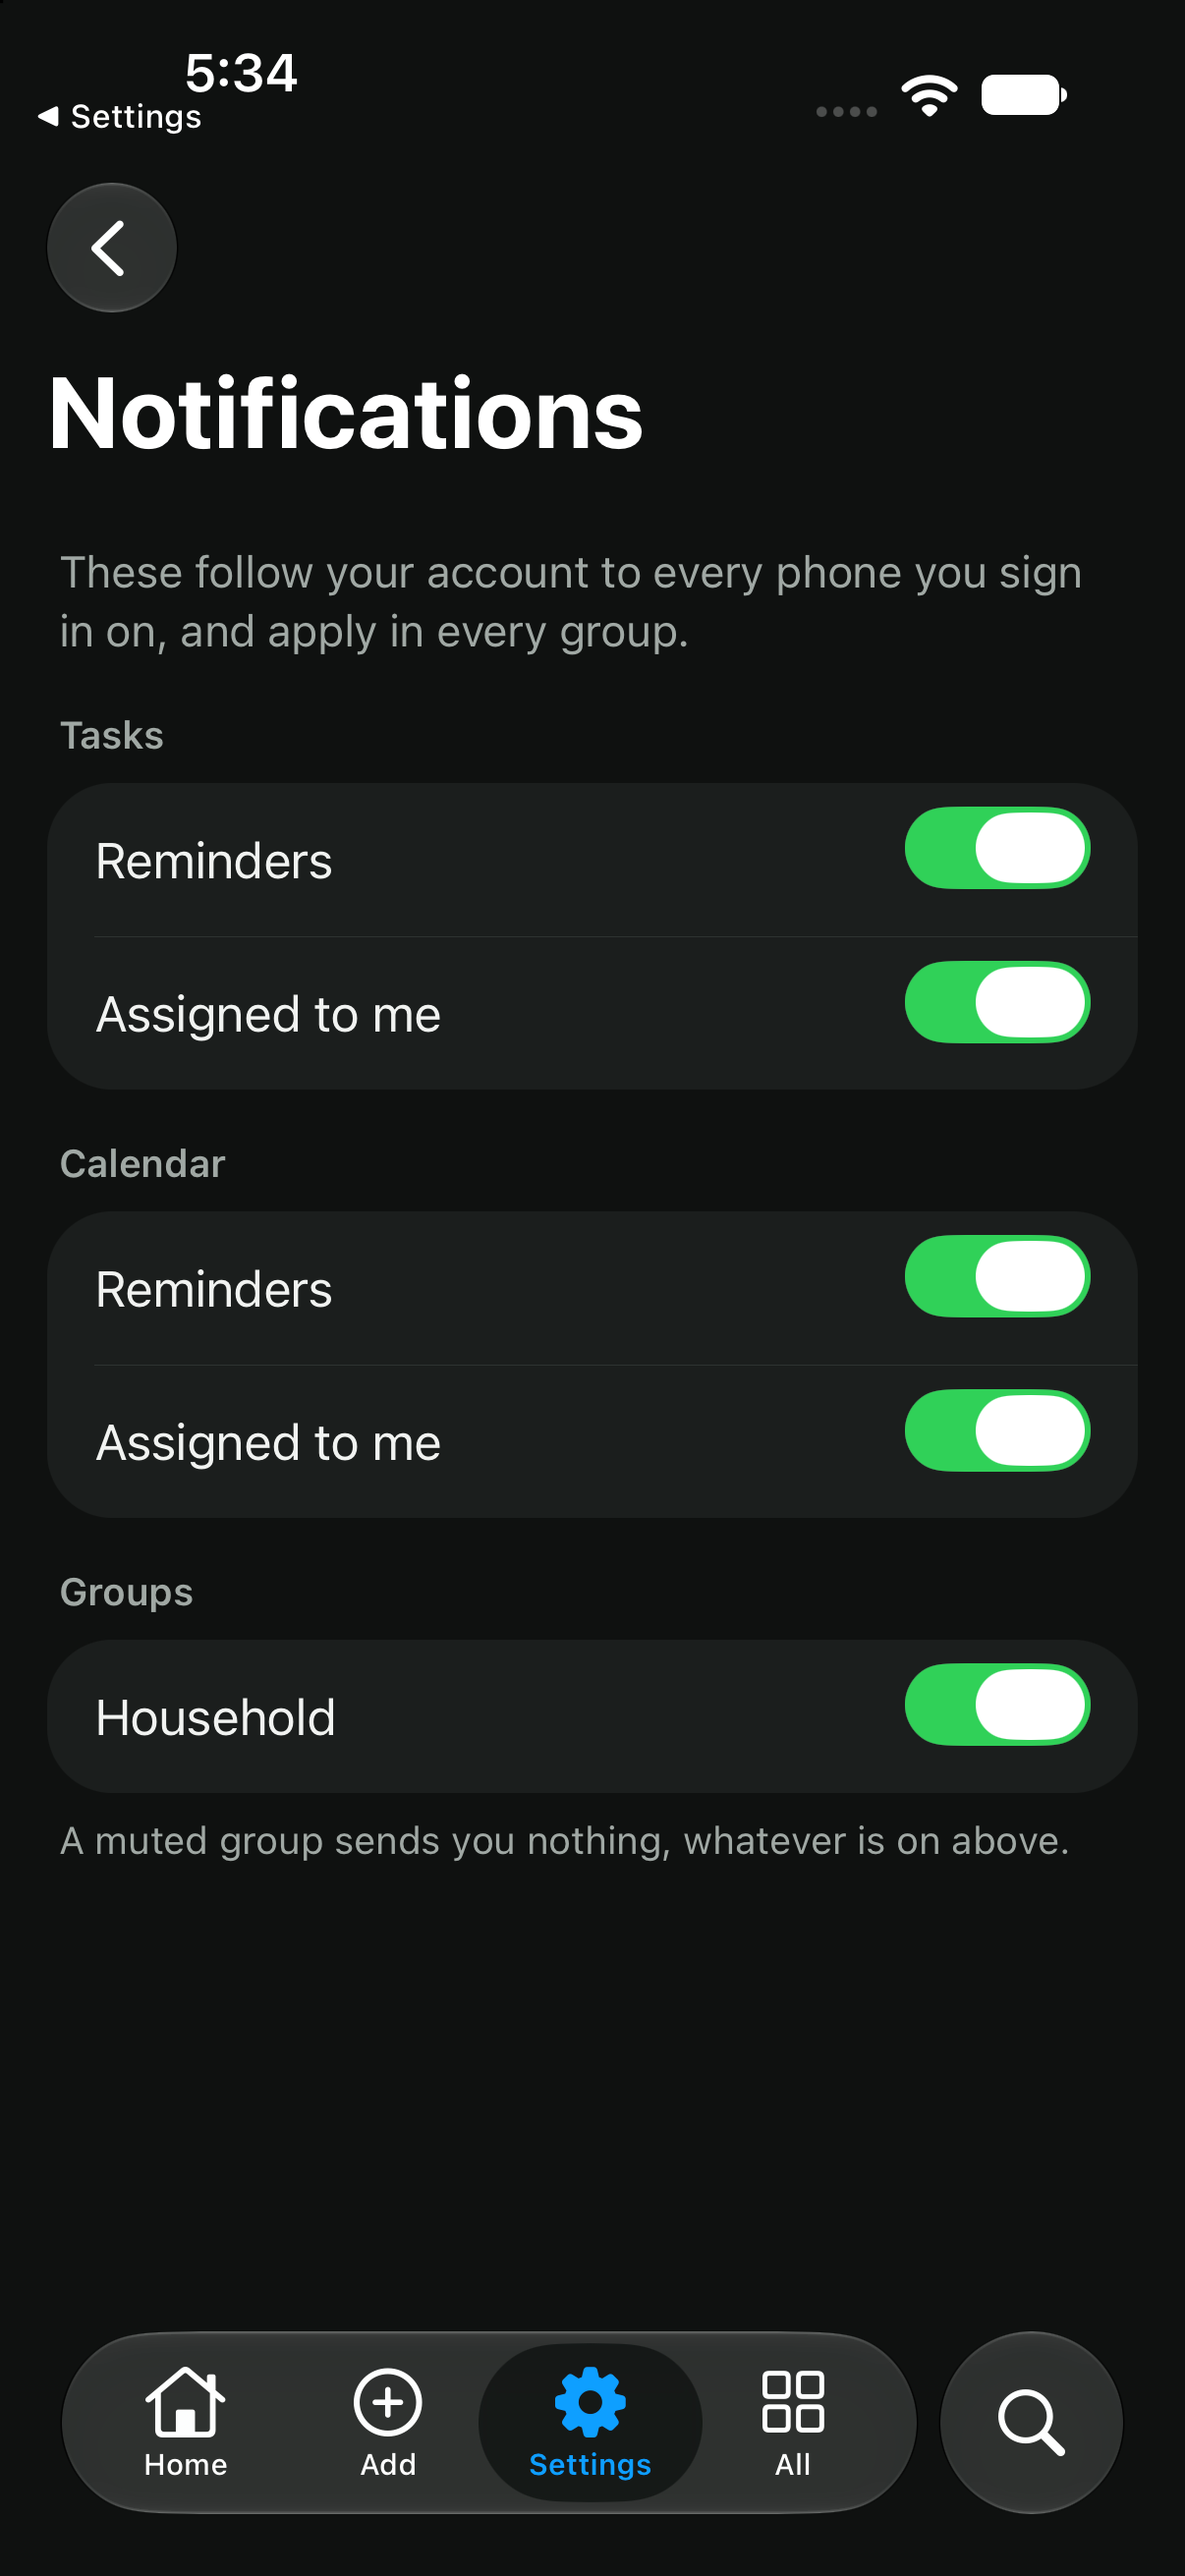 5:34
Settings
Notifications
These follow your account to every phone you sign
in on, and apply in every group.
Tasks
Reminders
Assigned to me
Calendar
Reminders
Assigned to me
Groups
Household
A muted group sends you nothing, whatever is on above.
Home
Add
Settings
All